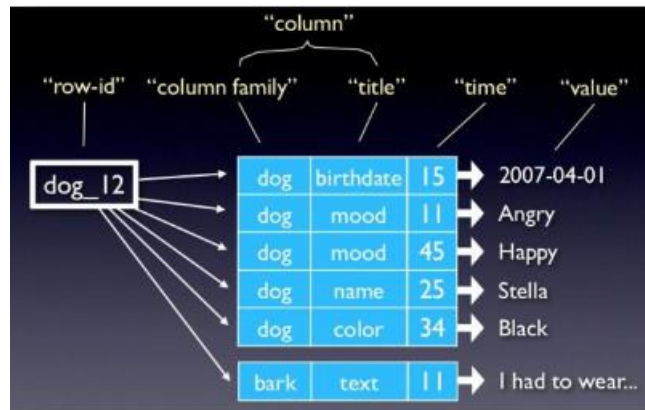 “column”
“row-id” “column family” “title” “time” “value”
dog_12
dog birthdate 15 2007-04-01
dog mood 11 Angry
dog mood 45 Happy
dog name 25 Stella
dog color 34 Black
bark text 11 I had to wear...